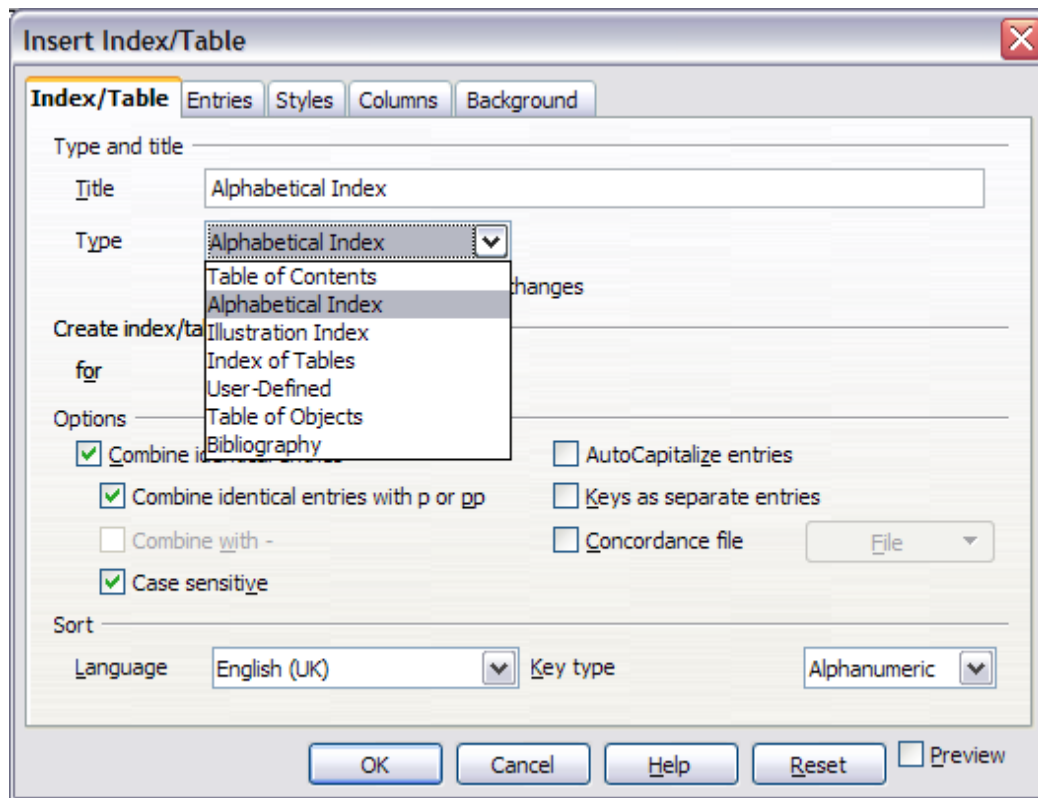 Insert Index/Table
Index/Table Entries Styles Columns Background
Type and title
Title Alphabetical Index
Type Alphabetical Index
Table of Contents
changes
Alphabetical Index
Create index/ta
Illustration Index
Index of Tables
for
User-Defined
Table of Objects
Options
Bibliography
Combine identical entries AutoCapitalize entries
Combine identical entries with p or pp Keys as separate entries
Combine with - Concordance file File
Case sensitive
Sort
Language English (UK) Key type Alphanumeric
OK Cancel Help Reset Preview